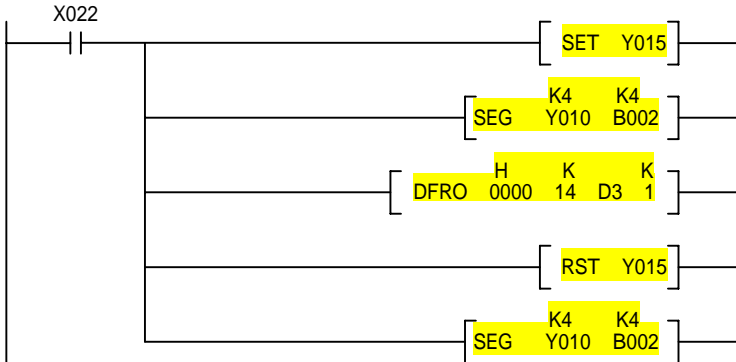 X022
SET Y015
K4 K4
SEG Y010 B002
H K K
DFRO 0000 14 D3 1
RST Y015
K4 K4
SEG Y010 B002